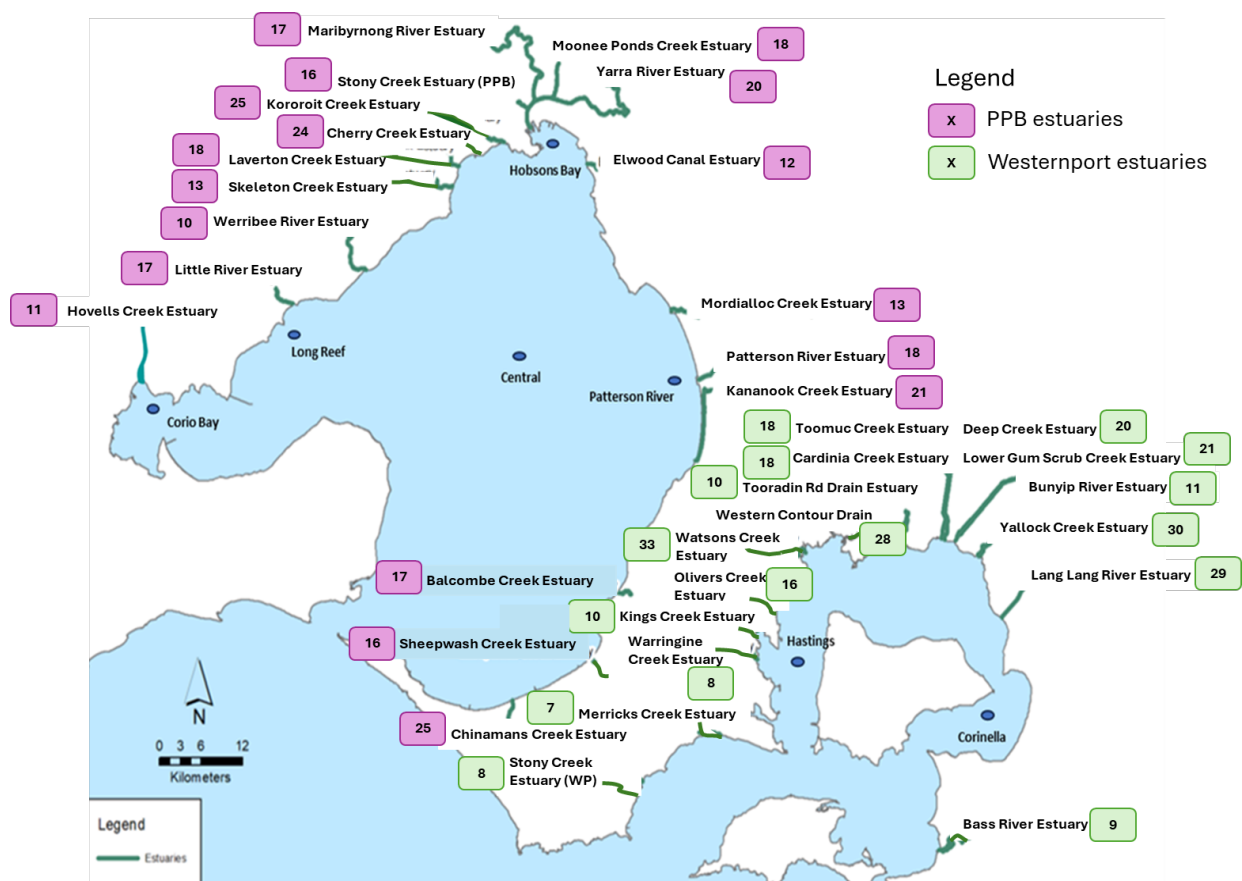 17 Maribyrnong River Estuary
Moonee Ponds Creek Estuary 18
16 Stony Creek Estuary (PPB)
Yarra River Estuary 20
Legend
X PPB estuaries
X Westernport estuaries
25 Kororoit Creek Estuary
24 Cherry Creek Estuary
18 Laverton Creek Estuary
Hobsons Bay
Elwood Canal Estuary 12
13 Skeleton Creek Estuary
10 Werribee River Estuary
17 Little River Estuary
11 Hovells Creek Estuary
Mordialloc Creek Estuary 13
Long Reef
Central
Patterson River Estuary 18
Patterson River
Kananook Creek Estuary 21
Corio Bay
18 Toomuc Creek Estuary
Deep Creek Estuary 20
18 Cardinia Creek Estuary
Lower Gum Scrub Creek Estuary 21
10 Tooradin Rd Drain Estuary
Bunyip River Estuary 11
Western Contour Drain
28
Yallock Creek Estuary 30
33 Watsons Creek
Estuary
Lang Lang River Estuary 29
17 Balcombe Creek Estuary
Olivers Creek
Estuary 16
10 Kings Creek Estuary
16 Sheepwash Creek Estuary
Warringine
Creek Estuary
8
Hastings
7 Merricks Creek Estuary
25 Chinamans Creek Estuary
Corinella
8 Stony Creek
Estuary (WP)
Bass River Estuary 9
N
0 3 6 12
Kilometers
Legend
Estuaries